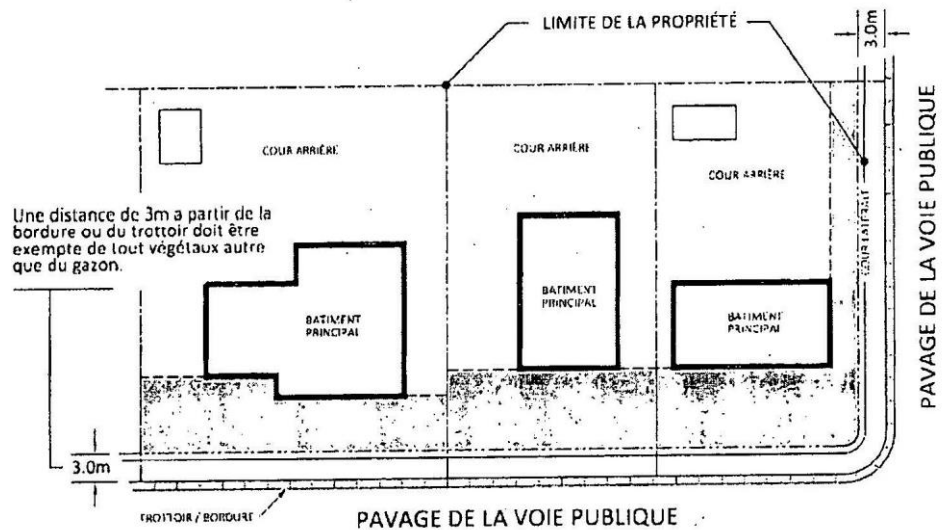 LIMITE DE LA PROPRIÉTÉ
3.0m
COUR ARRIÈRE
COUR ARRIÈRE
COUR ARRIÈRE
PAVAGE DE LA VOIE PUBLIQUE
COUR LATÉRALE
Une distance de 3m a partir de la
bordure ou du trottoir doit être
exempte de tout végétaux autre
que du gazon.
BATIMENT
PRINCIPAL
BATIMENT
PRINCIPAL
BATIMENT
PRINCIPAL
3.0m
TROTTOIR / BORDURE
PAVAGE DE LA VOIE PUBLIQUE